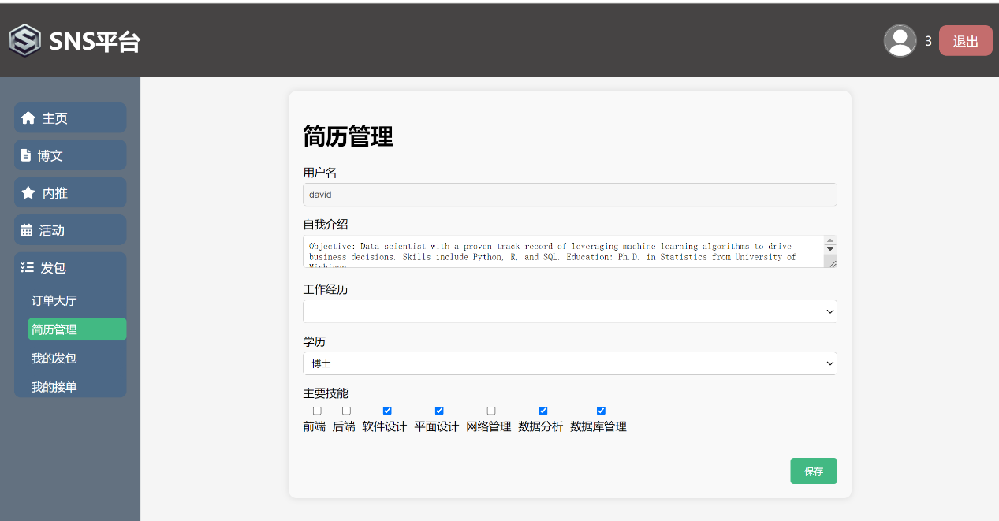 SNS平台
3
退出
主页
博文
内推
活动
发包
订单大厅
简历管理
我的发包
我的接单
简历管理
用户名
david
自我介绍
Objective: Data scientist with a proven track record of leveraging machine learning algorithms to drive
business decisions. Skills include Python, R, and SQL. Education: Ph.D. in Statistics from University of
Michigan
工作经历
学历
博士
主要技能
前端 后端 软件设计 平面设计 网络管理 数据分析 数据库管理
保存